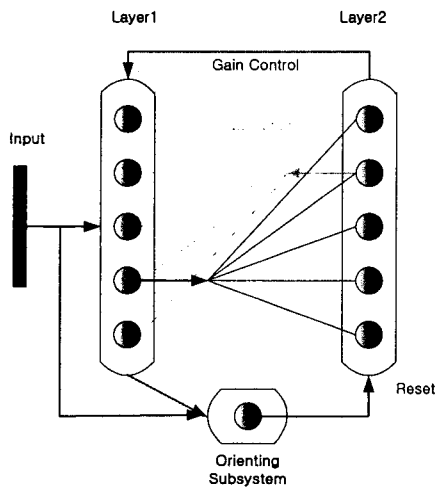 Layer1
Layer2
Gain Control
Input
Reset
Orienting
Subsystem